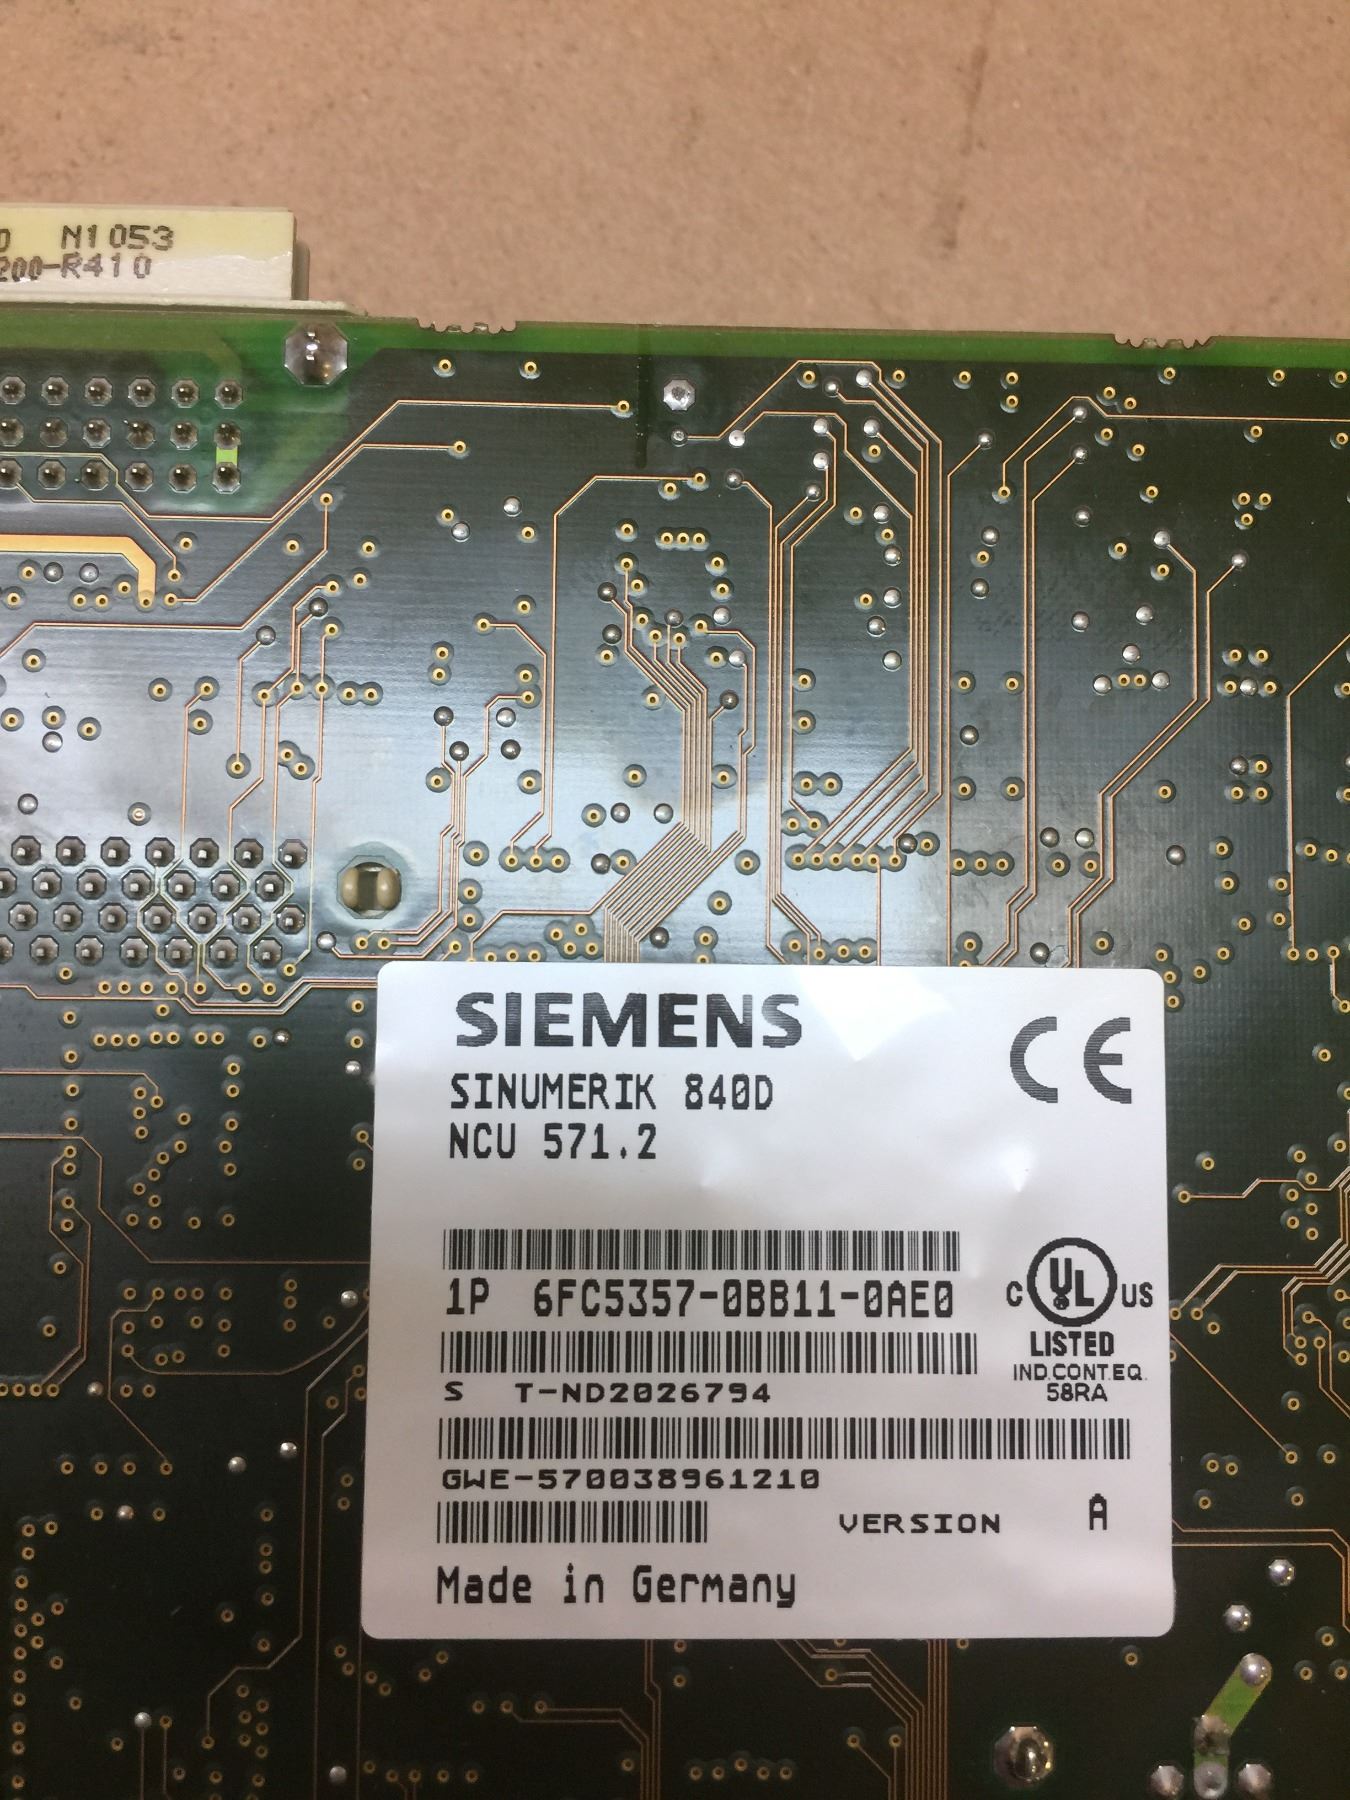 N1053
200-R410
SIEMENS
CE
SINUMERIK 840D
NCU 571.2
1P 6FC5357-0BB11-0AE0
C UL US
LISTED
IND.CONT.EQ.
58RA
S T-ND2026794
GWE-570038961210
VERSION A
Made in Germany